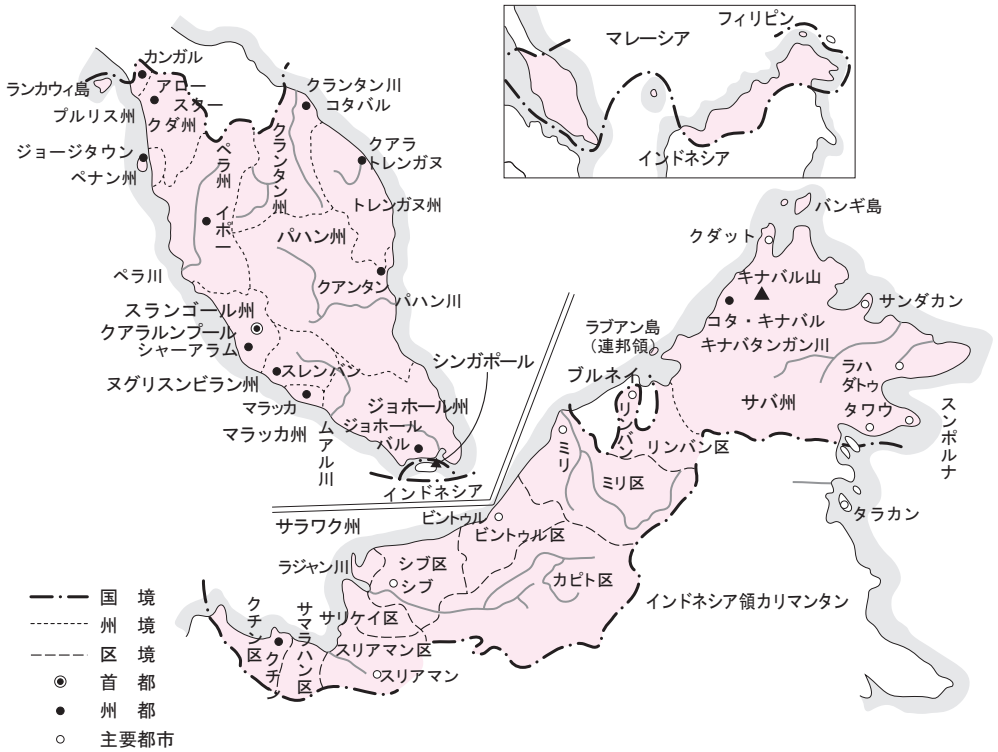 フィリピン
マレーシア
インドネシア
カンガル
ランカウィ島
アロー
スター
クランタン川
コタバル
プルリス州
クダ州
ジョージタウン
ペナン州
ペラ州
クランタン州
クアラ
トレンガヌ
トレンガヌ州
イポー
パハン州
ペラ川
クアンタン
パハン川
スランゴール州
クアラルンプール
シャーアラム
スレンバン
ヌグリスンビラン州
マラッカ
マラッカ州
ムアル川
ジョホール州
ジョホール
バル
シンガポール
インドネシア
バンギ島
クダット
キナバル山
サンダカン
コタ・キナバル
キナバタンガン川
ラブアン島
(連邦領)
ブルネイ
ラハ
ダトゥ
サバ州
タワウ
スンポルナ
リンバン
リンバン区
ミリ
ミリ区
タラカン
サラワク州
ビントゥル
ビントゥル区
ラジャン川
シブ区
シブ
カピト区
サリケイ区
インドネシア領カリマンタン
クチン区
クチン
サマラハン区
スリアマン区
スリアマン
国 境
州 境
区 境
首 都
州 都
主要都市